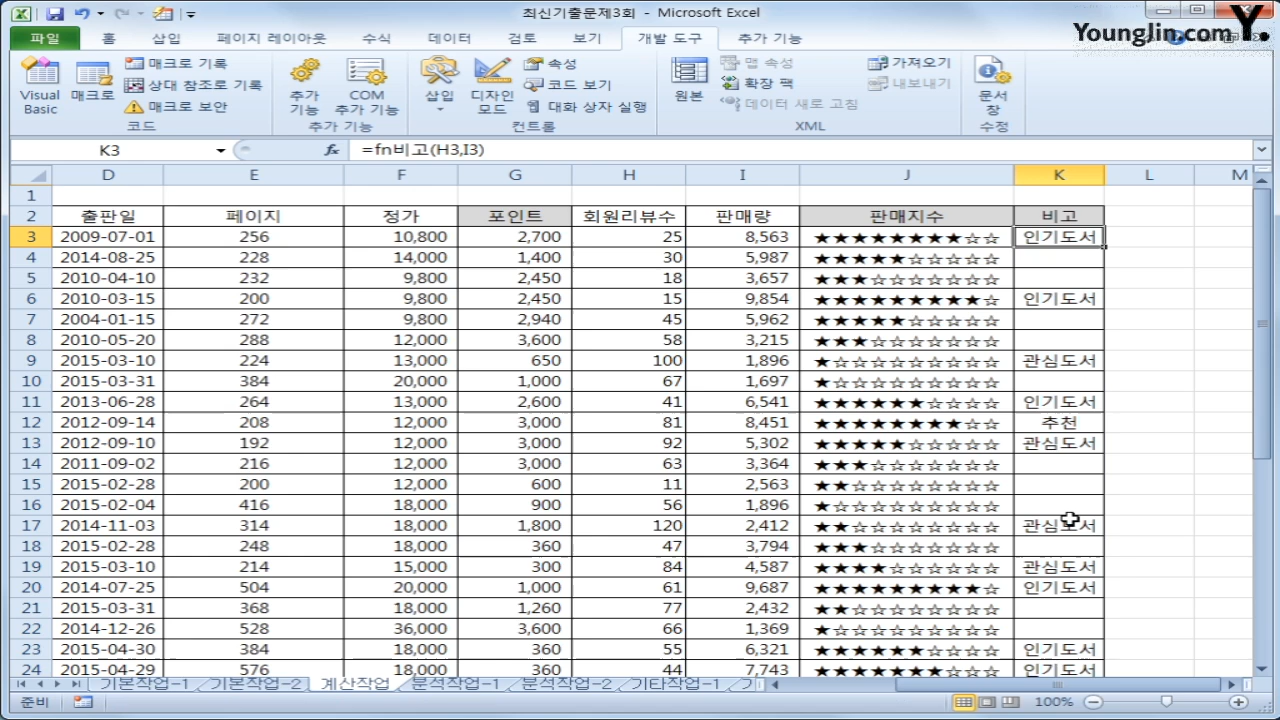 최신기출문제3회 - Microsoft Excel
YoungJin.com Y.
파일 홈 삽입 페이지 레이아웃 수식 데이터 검토 보기 개발 도구 추가 기능
Visual Basic
매크로
매크로 기록
상대 참조로 기록
매크로 보안
코드
추가 기능
COM 추가 기능
추가 기능
삽입
디자인 모드
속성
코드 보기
대화 상자 실행
컨트롤
원본
맵 속성
확장 팩
데이터 새로 고침
가져오기
내보내기
XML
문서 창
수정
K3 fx =fn비고(H3,I3)
D E F G H I J K L M
1
2 출판일 페이지 정가 포인트 회원리뷰수 판매량 판매지수 비고
3 2009-07-01 256 10,800 2,700 25 8,563 ★★★★★★★★☆☆ 인기도서
4 2014-08-25 228 14,000 1,400 30 5,987 ★★★★★☆☆☆☆☆
5 2010-04-10 232 9,800 2,450 18 3,657 ★★★☆☆☆☆☆☆☆
6 2010-03-15 200 9,800 2,450 15 9,854 ★★★★★★★★★☆ 인기도서
7 2004-01-15 272 9,800 2,940 45 5,962 ★★★★★☆☆☆☆☆
8 2010-05-20 288 12,000 3,600 58 3,215 ★★★☆☆☆☆☆☆☆
9 2015-03-10 224 13,000 650 100 1,896 ★☆☆☆☆☆☆☆☆☆ 관심도서
10 2015-03-31 384 20,000 1,000 67 1,697 ★☆☆☆☆☆☆☆☆☆
11 2013-06-28 264 13,000 2,600 41 6,541 ★★★★★★☆☆☆☆ 인기도서
12 2012-09-14 208 12,000 3,000 81 8,451 ★★★★★★★★☆☆ 추천
13 2012-09-10 192 12,000 3,000 92 5,302 ★★★★★☆☆☆☆☆ 관심도서
14 2011-09-02 216 12,000 3,000 63 3,364 ★★★☆☆☆☆☆☆☆
15 2015-02-28 200 12,000 600 11 2,563 ★★☆☆☆☆☆☆☆☆
16 2015-02-04 416 18,000 900 56 1,896 ★☆☆☆☆☆☆☆☆☆
17 2014-11-03 314 18,000 1,800 120 2,412 ★★☆☆☆☆☆☆☆☆ 관심도서
18 2015-02-28 248 18,000 360 47 3,794 ★★★☆☆☆☆☆☆☆
19 2015-03-10 214 15,000 300 84 4,587 ★★★★☆☆☆☆☆☆ 관심도서
20 2014-07-25 504 20,000 1,000 61 9,687 ★★★★★★★★★☆ 인기도서
21 2015-03-31 368 18,000 1,260 77 2,432 ★★☆☆☆☆☆☆☆☆
22 2014-12-26 528 36,000 3,600 66 1,369 ★☆☆☆☆☆☆☆☆☆
23 2015-04-30 384 18,000 360 55 6,321 ★★★★★★☆☆☆☆ 인기도서
24 2015-04-29 576 18,000 360 44 7,743 ★★★★★★★☆☆☆ 인기도서
기본작업-1 기본작업-2 계산작업 분석작업-1 분석작업-2 기타작업-1
준비 100%